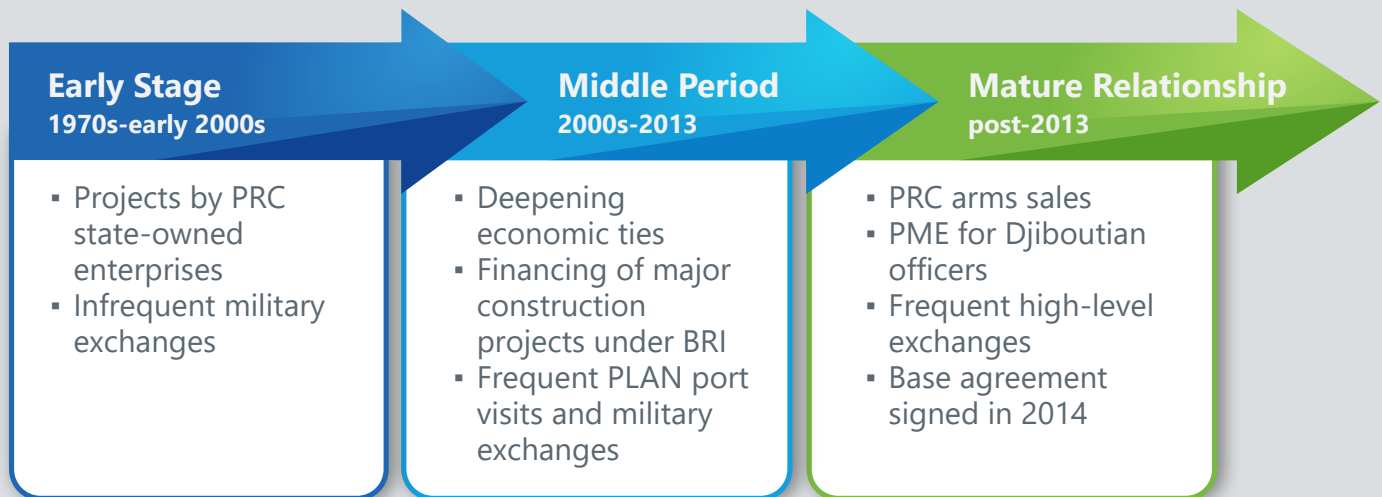 Early Stage
1970s-early 2000s
▪ Projects by PRC
state-owned
enterprises
▪ Infrequent military
exchanges
Middle Period
2000s-2013
▪ Deepening
economic ties
▪ Financing of major
construction
projects under BRI
▪ Frequent PLAN port
visits and military
exchanges
Mature Relationship
post-2013
▪ PRC arms sales
▪ PME for Djiboutian
officers
▪ Frequent high-level
exchanges
▪ Base agreement
signed in 2014